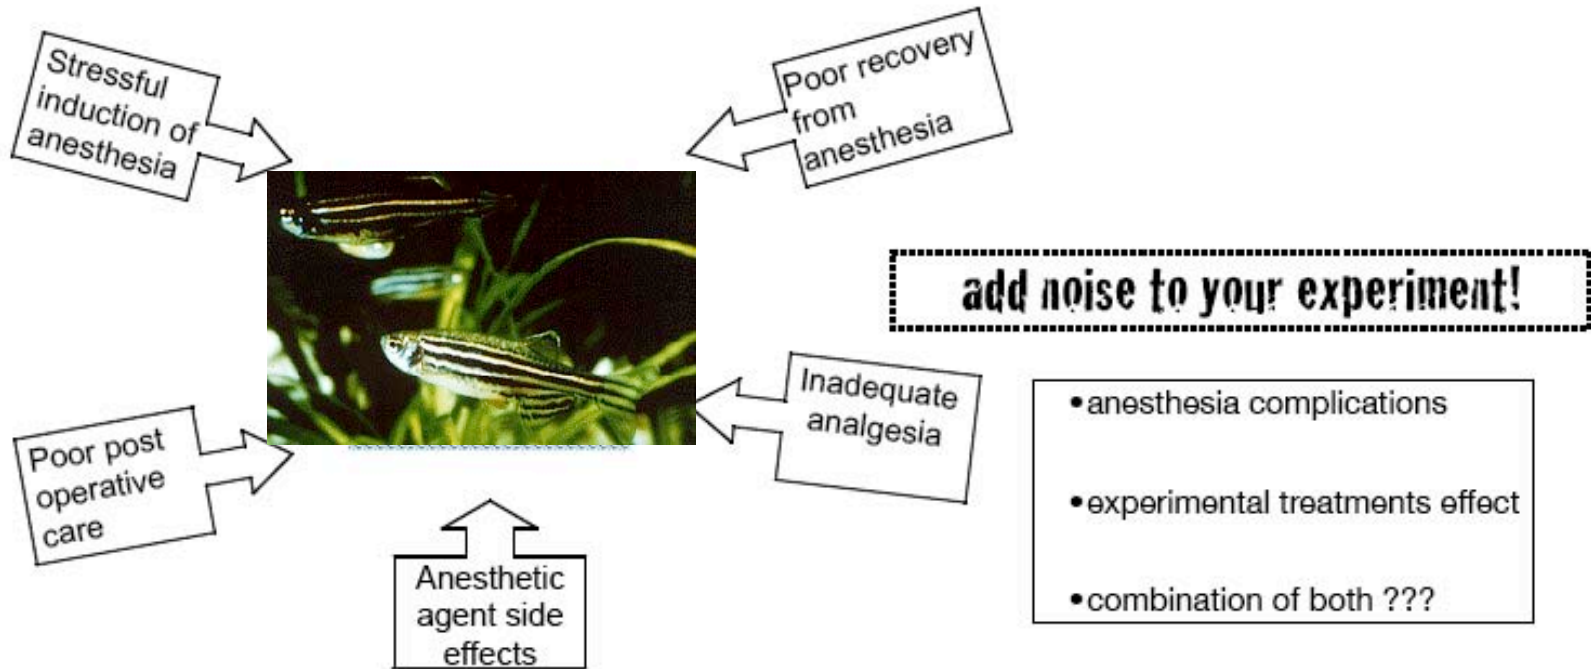 Stressful
induction of
anesthesia
Poor recovery
from
anesthesia
add noise to your experiment!
Inadequate
analgesia
Poor post
operative
care
Anesthetic
agent side
effects
•anesthesia complications
•experimental treatments effect
•combination of both ???